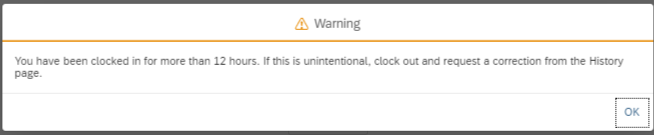 Warning
You have been clocked in for more than 12 hours. If this is unintentional, clock out and request a correction from the History
page.
OK